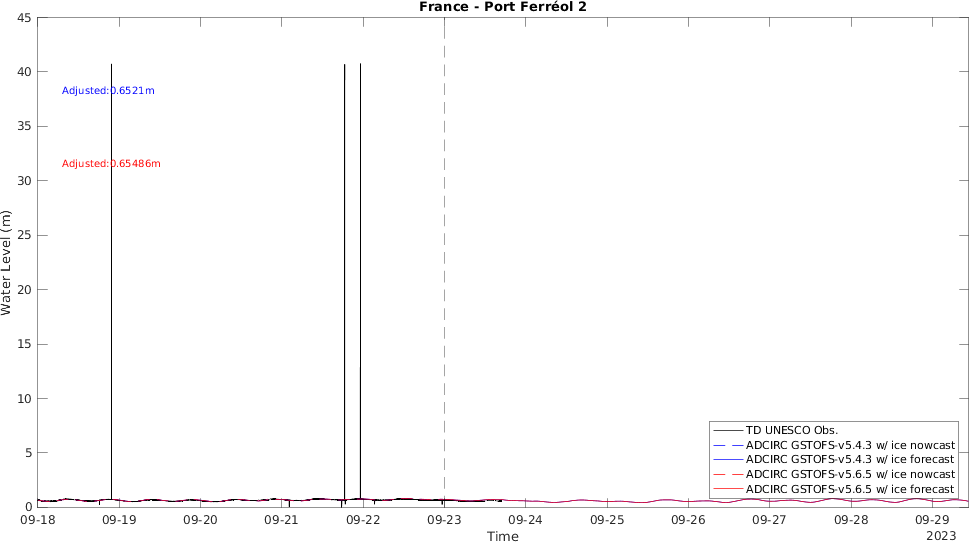 France - Port Ferréol 2
45
40
35
30
25
20
15
10
5
0
Water Level (m)
Adjusted:0.6521m
Adjusted:0.65486m
TD UNESCO Obs.
ADCIRC GSTOFS-v5.4.3 w/ ice nowcast
ADCIRC GSTOFS-v5.4.3 w/ ice forecast
ADCIRC GSTOFS-v5.6.5 w/ ice nowcast
ADCIRC GSTOFS-v5.6.5 w/ ice forecast
09-18 09-19 09-20 09-21 09-22 09-23 09-24 09-25 09-26 09-27 09-28 09-29
2023
Time